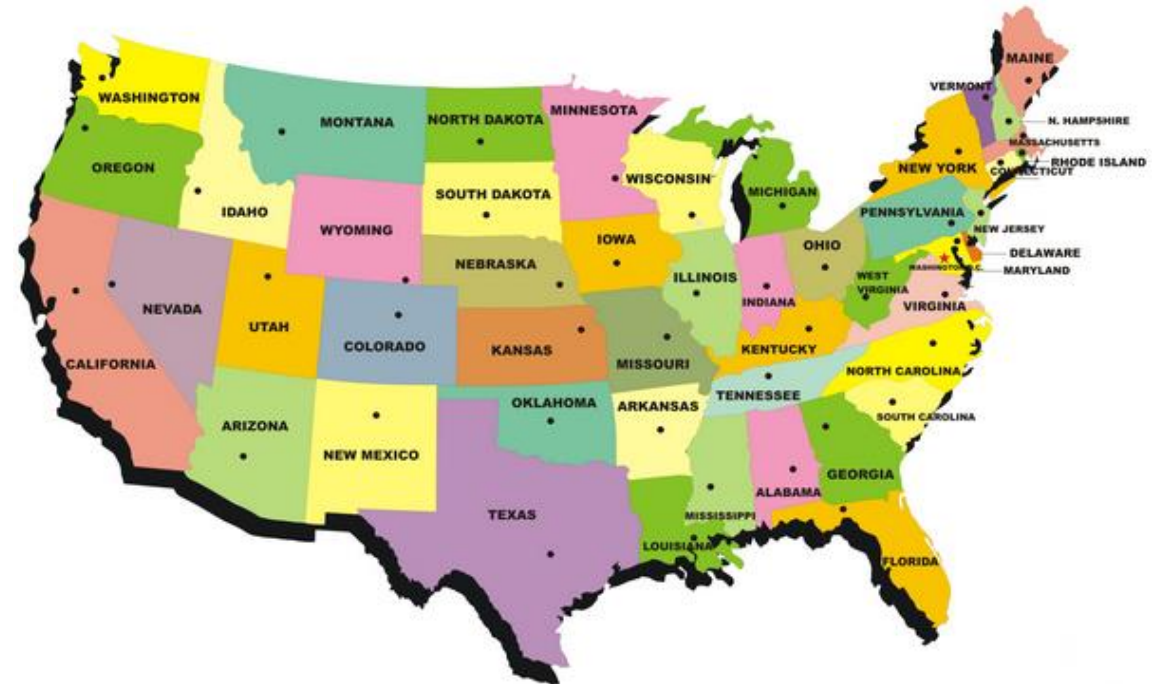 MAINE
VERMONT
WASHINGTON
MINNESOTA
MONTANA
NORTH DAKOTA
N. HAMPSHIRE
MASSACHUSETTS
RHODE ISLAND
OREGON
NEW YORK
CONNECTICUT
WISCONSIN
MICHIGAN
SOUTH DAKOTA
IDAHO
PENNSYLVANIA
WYOMING
NEW JERSEY
IOWA
OHIO
DELAWARE
NEBRASKA
WASHINGTON D.C.
MARYLAND
ILLINOIS
WEST
VIRGINIA
INDIANA
VIRGINIA
NEVADA
UTAH
COLORADO
KANSAS
KENTUCKY
CALIFORNIA
MISSOURI
NORTH CAROLINA
TENNESSEE
OKLAHOMA
ARKANSAS
SOUTH CAROLINA
ARIZONA
NEW MEXICO
GEORGIA
ALABAMA
TEXAS
MISSISSIPPI
LOUISIANA
FLORIDA